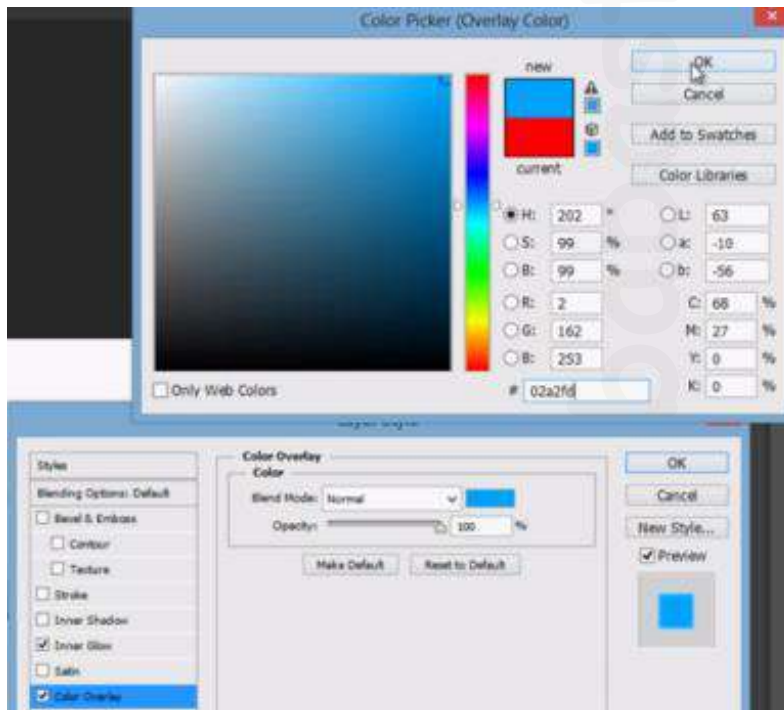 Color Picker (Overlay Color)
new
OK
Cancel
Add to Swatches
current
Color Libraries
H: 202 °
L: 63
S: 99 %
a: -10
B: 99 %
b: -56
R: 2
C: 68 %
G: 162
M: 27 %
B: 253
Y: 0 %
Only Web Colors
# 02a2fd
K: 0 %
Layer Style
Styles
Color Overlay
Color
OK
Blending Options: Default
Blend Mode: Normal
Cancel
Bevel & Emboss
Opacity: 100 %
New Style...
Contour
Make Default
Reset to Default
Preview
Texture
Stroke
Inner Shadow
Inner Glow
Satin
Color Overlay